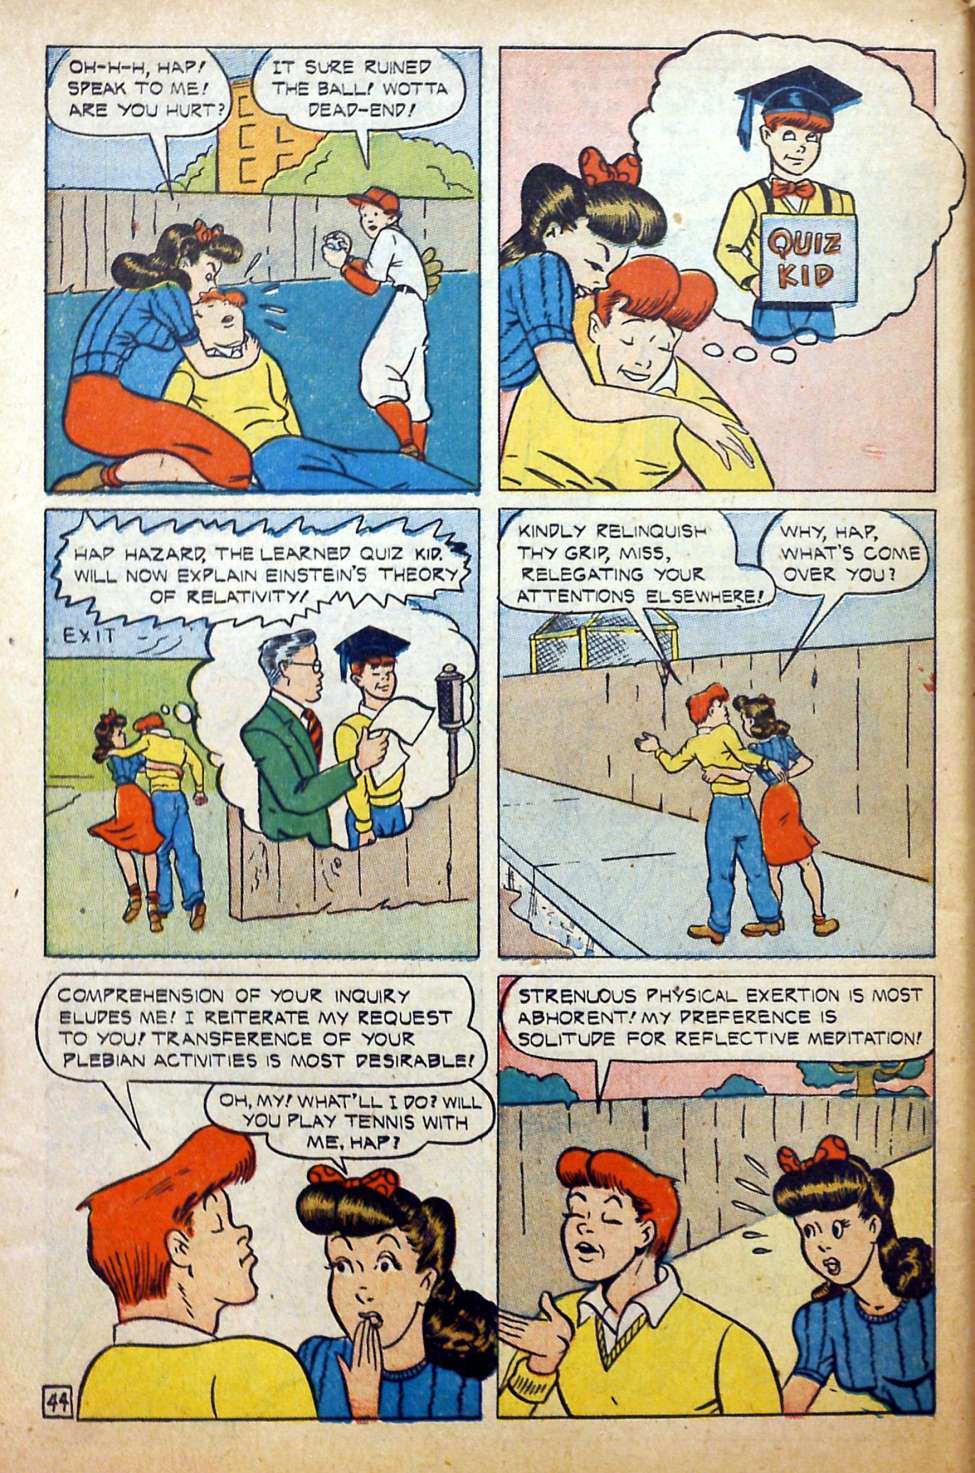 OH-H-H, HAP!
SPEAK TO ME!
ARE YOU HURT?
IT SURE RUINED
THE BALL! WOTTA
DEAD-END!
QUIZ
KID
HAP HAZARD, THE LEARNED QUIZ KID,
WILL NOW EXPLAIN EINSTEIN'S THEORY
OF RELATIVITY!
EXIT
KINDLY RELINQUISH
THY GRIP, MISS,
RELEGATING YOUR
ATTENTIONS ELSEWHERE!
WHY, HAP,
WHAT'S COME
OVER YOU?
COMPREHENSION OF YOUR INQUIRY
ELUDES ME! I REITERATE MY REQUEST
TO YOU! TRANSFERENCE OF YOUR
PLEBIAN ACTIVITIES IS MOST DESIRABLE!
OH, MY! WHAT'LL I DO? WILL
YOU PLAY TENNIS WITH
ME, HAP?
STRENUOUS PHYSICAL EXERTION IS MOST
ABHORENT! MY PREFERENCE IS
SOLITUDE FOR REFLECTIVE MEDITATION!
44